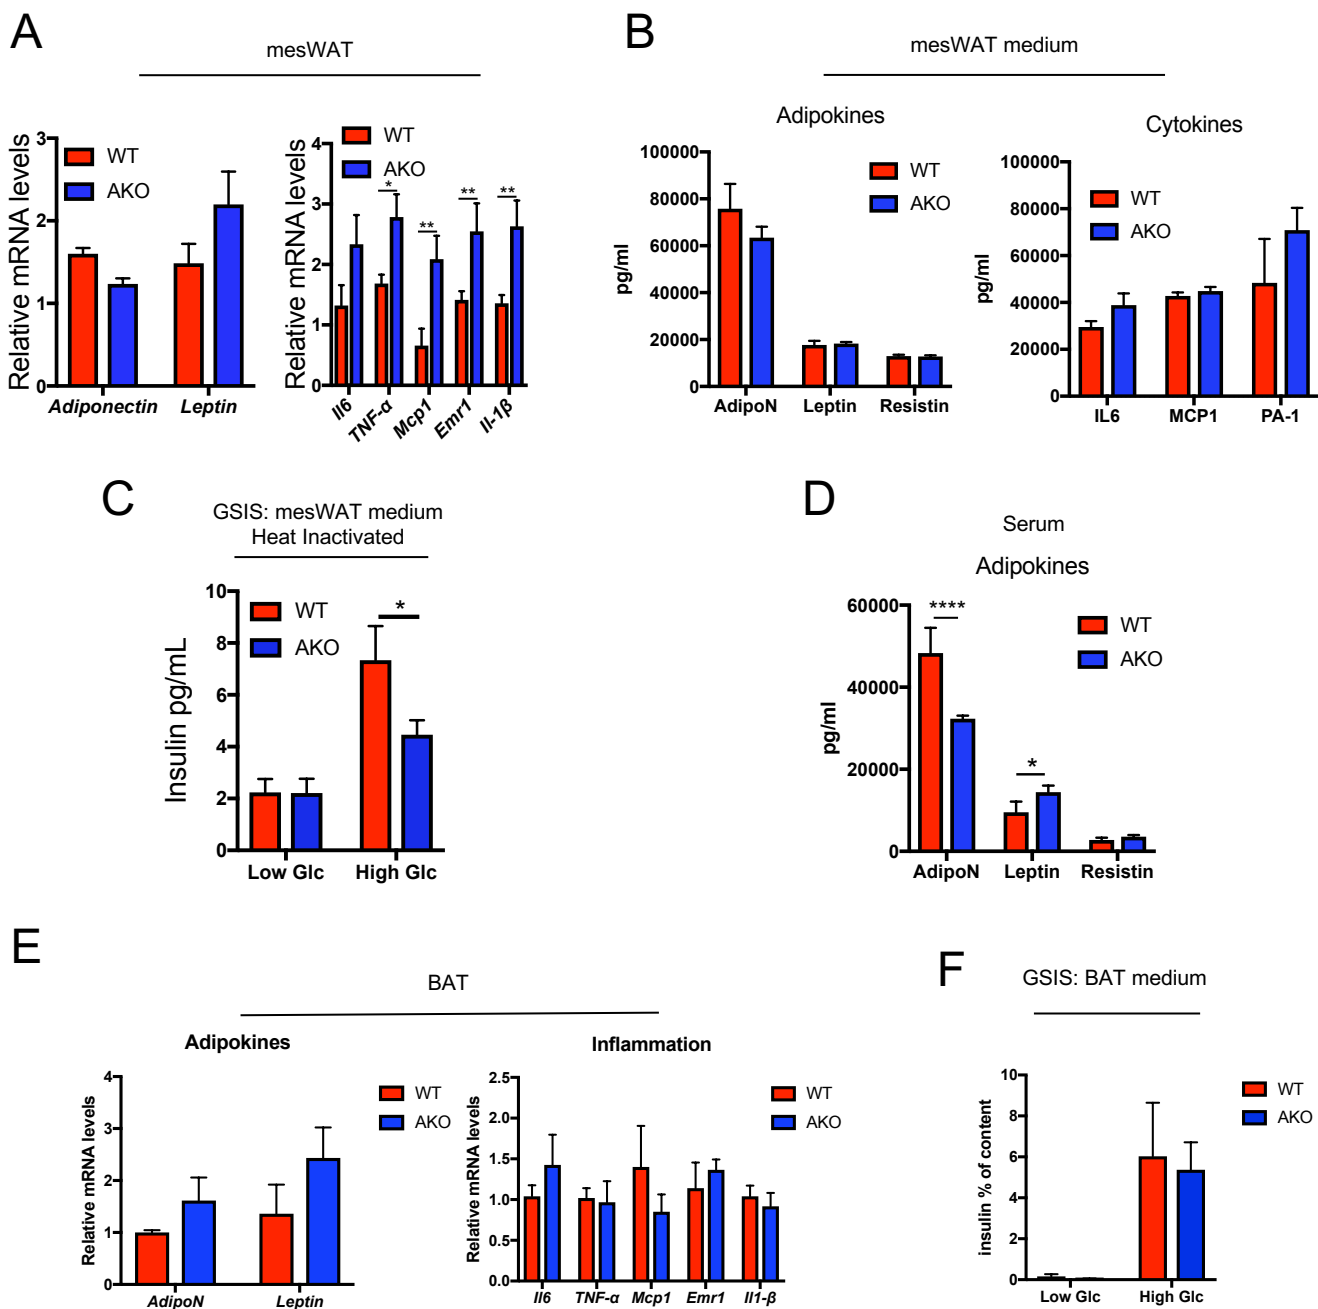 A
mesWAT
Relative mRNA levels
3
2
1
0
WT
AKO
Adiponectin
Leptin
Relative mRNA levels
4
3
2
1
0
WT
AKO
*
**
**
**
Il6
TNF-α
Mcp1
Emr1
Il-1β
B
mesWAT medium
Adipokines
pg/ml
100000
80000
60000
40000
20000
0
WT
AKO
AdipoN
Leptin
Resistin
Cytokines
pg/ml
100000
80000
60000
40000
20000
0
WT
AKO
IL6
MCP1
PA-1
C
GSIS: mesWAT medium
Heat Inactivated
Insulin pg/mL
10
8
6
4
2
0
WT
AKO
*
Low Glc
High Glc
D
Serum
Adipokines
pg/ml
60000
40000
20000
0
****
*
WT
AKO
AdipoN
Leptin
Resistin
E
BAT
Adipokines
Relative mRNA levels
4
3
2
1
0
WT
AKO
AdipoN
Leptin
Inflammation
Relative mRNA levels
2.5
2.0
1.5
1.0
0.5
0.0
WT
AKO
Il6
TNF-α
Mcp1
Emr1
Il1-β
F
GSIS: BAT medium
insulin % of content
10
8
6
4
2
0
WT
AKO
Low Glc
High Glc